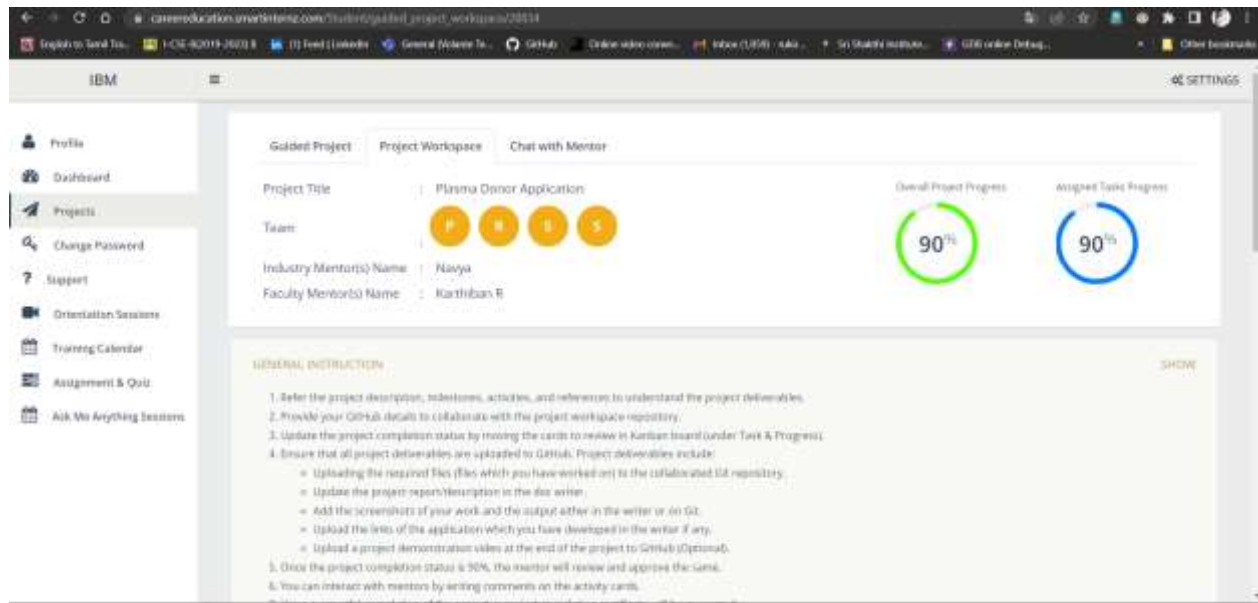 careereducation.smartinternz.com/Student/guided_project_workspace/20834
GitHub
Other bookmarks
IBM
SETTINGS
Profile
Dashboard
Projects
Change Password
Support
Orientation Sessions
Training Calendar
Assignment & Quiz
Ask Me Anything Sessions
Guided Project Project Workspace Chat with Mentor
Project Title : Plasma Donor Application
Team :
P S S
Industry Mentor(s) Name : Navya
Faculty Mentor(s) Name : Karthiban R
Overall Project Progress
90%
Assigned Tasks Progress
90%
GENERAL INSTRUCTION
SHOW
1. Refer the project description, milestones, activities, and references to understand the project deliverables.
2. Provide your GitHub details to collaborate with the project workspace repository.
3. Update the project completion status by moving the cards to review in Kanban board (under Task & Progress).
4. Ensure that all project deliverables are uploaded to GitHub. Project deliverables include:
Uploading the required files (files which you have worked on) to the collaborated Git repository.
Update the project report/description in the doc writer.
Add the screenshots of your work and the output either in the writer or on Git.
Upload the links of the application which you have developed in the writer if any.
Upload a project demonstration video at the end of the project to GitHub (Optional).
5. Once the project completion status is 90%, the mentor will review and approve the same.
6. You can interact with mentors by writing comments on the activity cards.